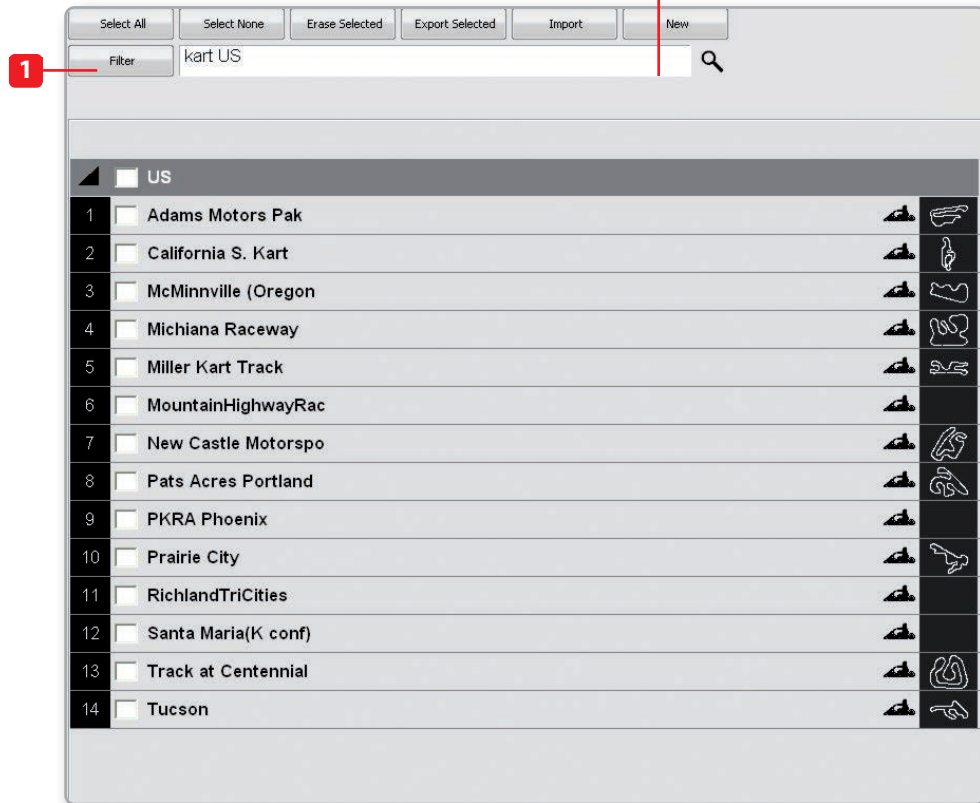 Select All Select None Erase Selected Export Selected Import New
1 Filter kart US
US
1 Adams Motors Pak
2 California S. Kart
3 McMinnville (Oregon
4 Michiana Raceway
5 Miller Kart Track
6 MountainHighwayRac
7 New Castle Motorspo
8 Pats Acres Portland
9 PKRA Phoenix
10 Prairie City
11 RichlandTriCities
12 Santa Maria(K conf)
13 Track at Centennial
14 Tucson